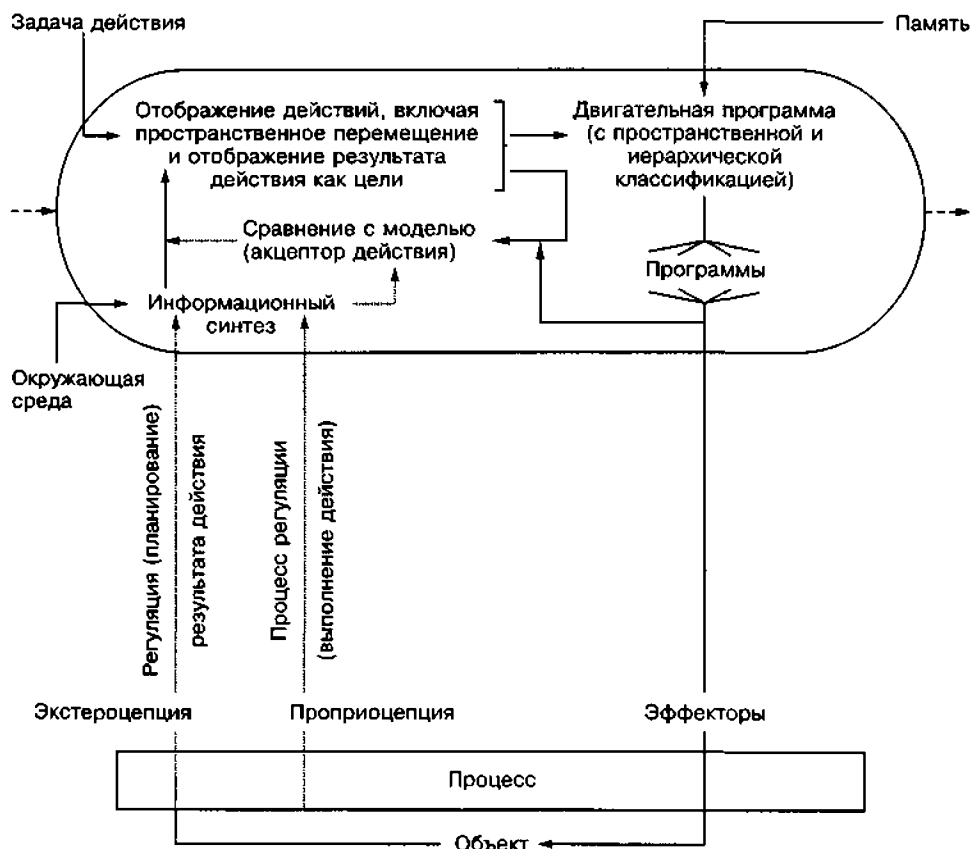 Задача действия
Память
Отображение действий, включая
пространственное перемещение
и отображение результата
действия как цели
Двигательная программа
(с пространственной и
иерархической
классификацией)
Сравнение с моделью
(акцептор действия)
Программы
Информационный
синтез
Окружающая
среда
Регуляция (планирование)
результата действия
Процесс регуляции
(выполнение действия)
Экстероцепция
Проприоцепция
Эффекторы
Процесс
Объект